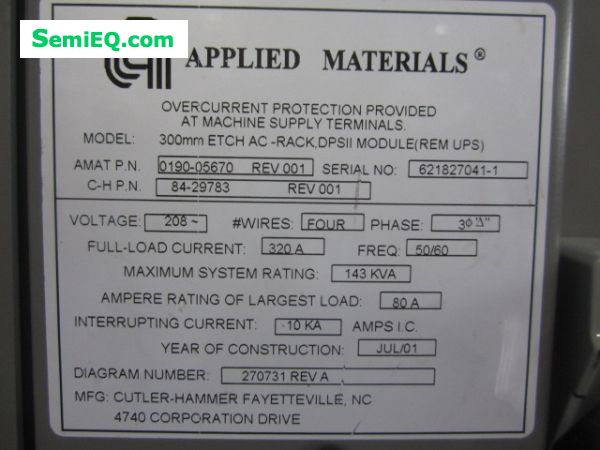 SemiEQ.com
APPLIED MATERIALS®
OVERCURRENT PROTECTION PROVIDED
AT MACHINE SUPPLY TERMINALS.
MODEL: 300mm ETCH AC -RACK,DPSII MODULE(REM UPS)
AMAT P.N. 0190-05670 REV 001 SERIAL NO: 621827041-1
C-H P.N. 84-29783 REV 001
VOLTAGE: 208 ~ #WIRES: FOUR PHASE: 3Φ "Δ"
FULL-LOAD CURRENT: 320 A FREQ: 50/60
MAXIMUM SYSTEM RATING: 143 KVA
AMPERE RATING OF LARGEST LOAD: 80 A
INTERRUPTING CURRENT: 10 KA AMPS I.C.
YEAR OF CONSTRUCTION: JUL/01
DIAGRAM NUMBER: 270731 REV A
MFG: CUTLER-HAMMER FAYETTEVILLE, NC
4740 CORPORATION DRIVE